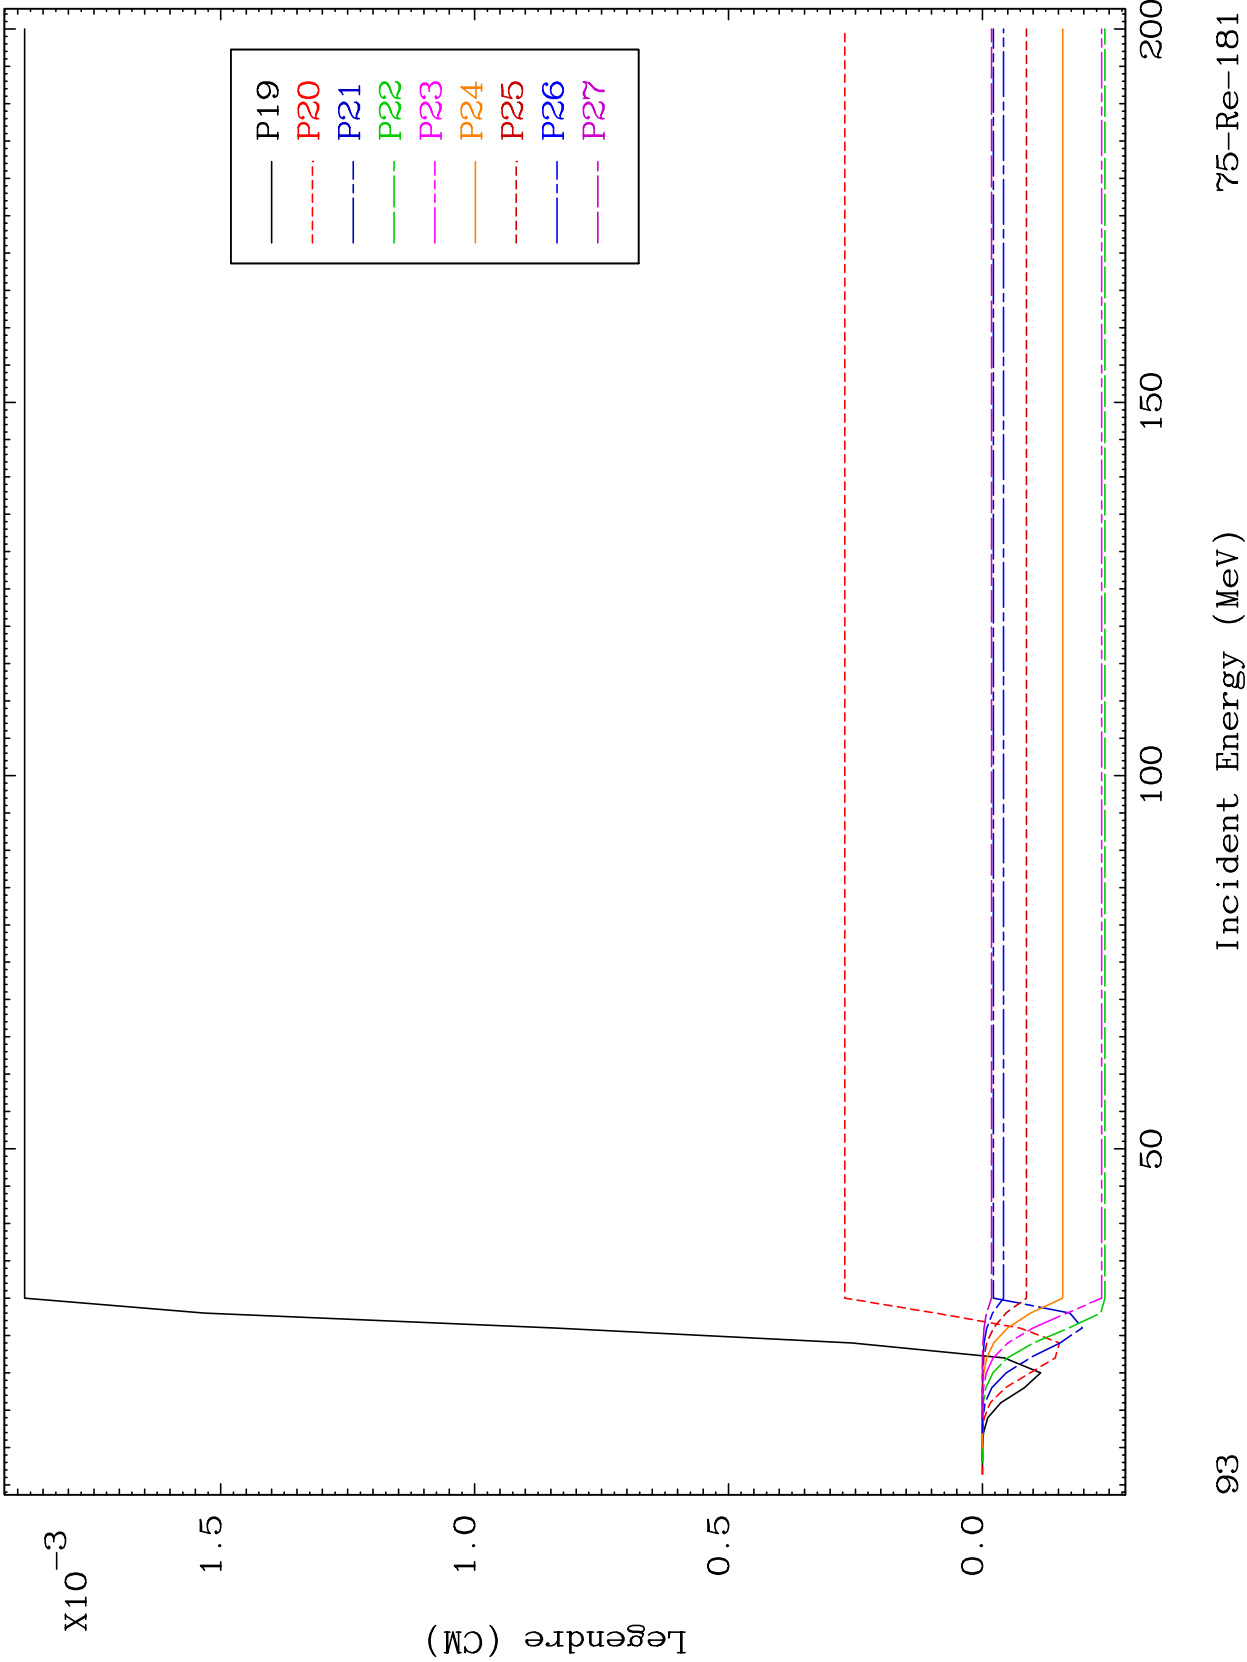 X10-3
1.5
1.0
0.5
0.0
Legendre (CM)
P19
P20
P21
P22
P23
P24
P25
P26
P27
50
100
150
200
Incident Energy (MeV)
93
75-Re-181